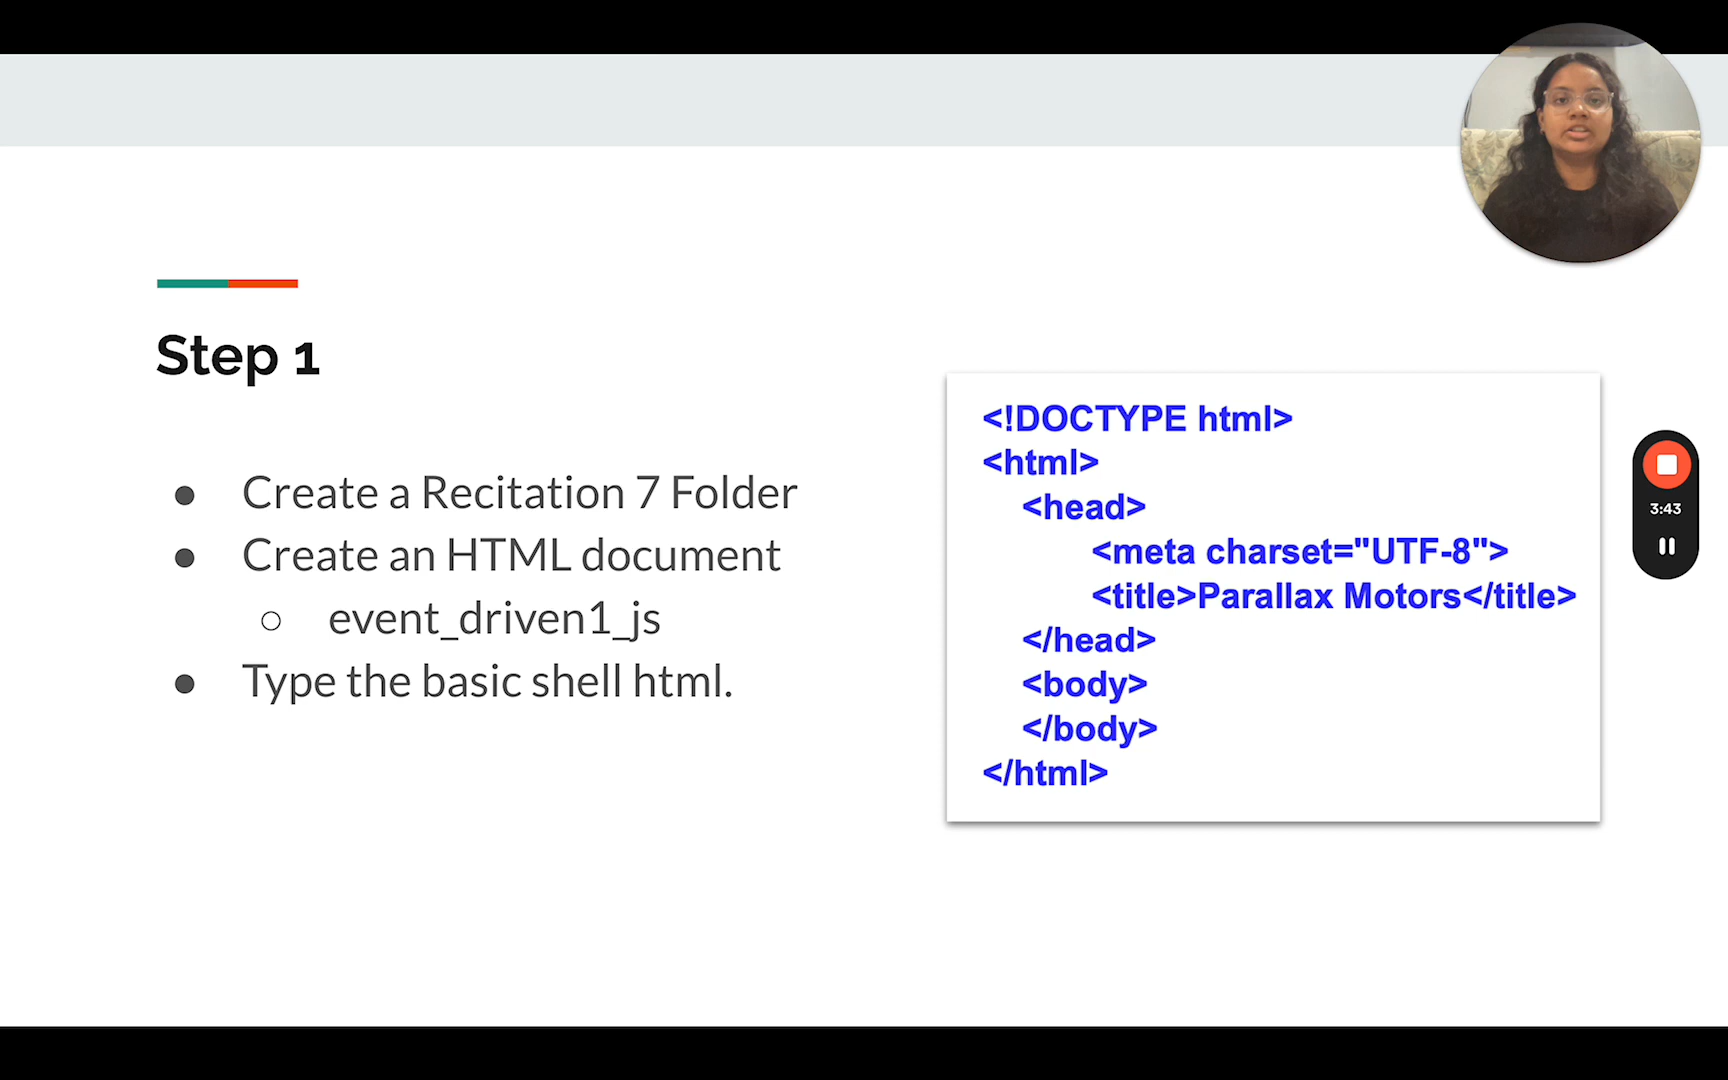 Step 1
Create a Recitation 7 Folder
Create an HTML document
event_driven1_js
Type the basic shell html.
<!DOCTYPE html>
<html>
<head>
<meta charset="UTF-8">
<title>Parallax Motors</title>
</head>
<body>
</body>
</html>
3:43